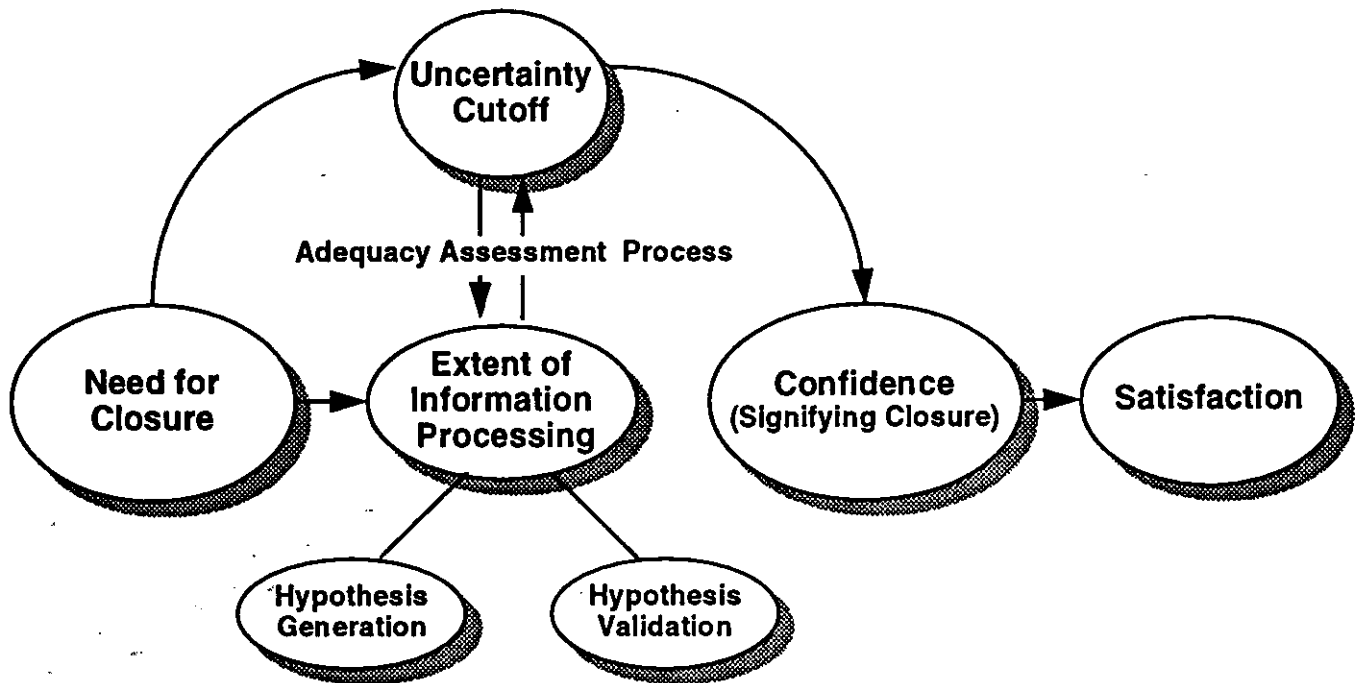 Uncertainty
Cutoff
Adequacy Assessment Process
Need for
Closure
Extent of
Information
Processing
Confidence
(Signifying Closure)
Satisfaction
Hypothesis
Generation
Hypothesis
Validation